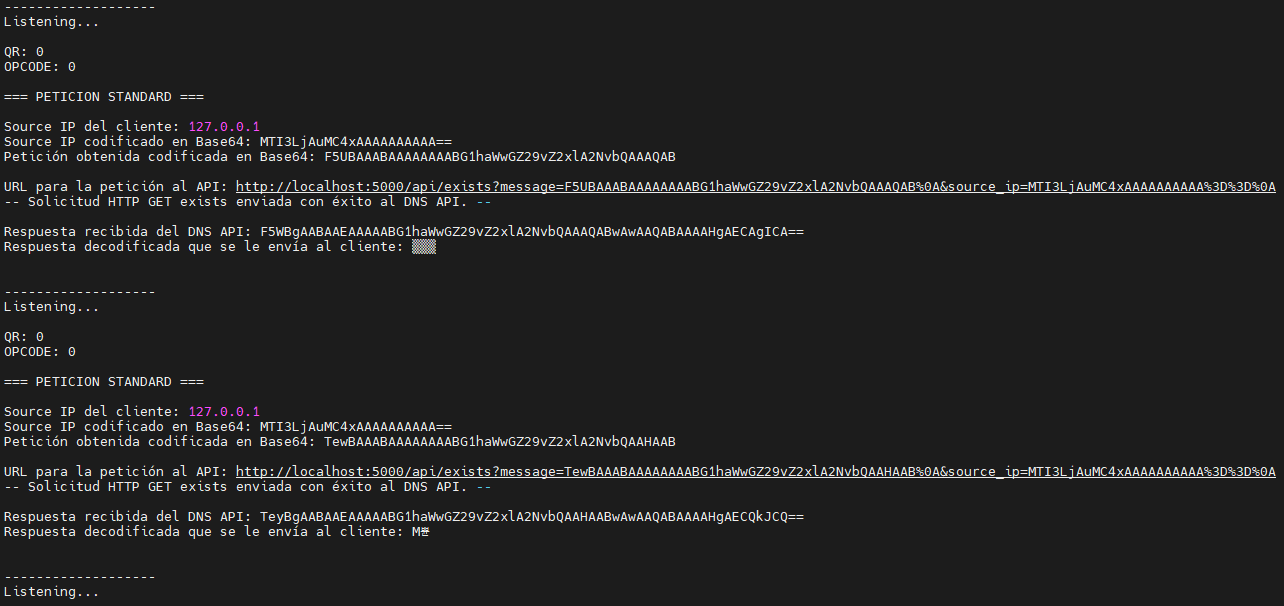 -------------------
Listening...
QR: 0
OPCODE: 0
=== PETICION STANDARD ===
Source IP del cliente: 127.0.0.1
Source IP codificado en Base64: MTI3LjAuMC4xAAAAAAAAAA==
Petición obtenida codificada en Base64: F5UBAAABAAAAAAAABG1haWwGZ29vZ2xlA2NvbQAAAQAB
URL para la petición al API: http://localhost:5000/api/exists?message=F5UBAAABAAAAAAAABG1haWwGZ29vZ2xlA2NvbQAAAQAB%0A&source_ip=MTI3LjAuMC4xAAAAAAAAAA%3D%3D%0A
-- Solicitud HTTP GET exists enviada con éxito al DNS API. --
Respuesta recibida del DNS API: F5WBgAABAAEAAAAABG1haWwGZ29vZ2xlA2NvbQAAAQABwAwAAQABAAAAHgAECAgICA==
Respuesta decodificada que se le envía al cliente:
-------------------
Listening...
QR: 0
OPCODE: 0
=== PETICION STANDARD ===
Source IP del cliente: 127.0.0.1
Source IP codificado en Base64: MTI3LjAuMC4xAAAAAAAAAA==
Petición obtenida codificada en Base64: TewBAAABAAAAAAAABG1haWwGZ29vZ2xlA2NvbQAAHAAB
URL para la petición al API: http://localhost:5000/api/exists?message=TewBAAABAAAAAAAABG1haWwGZ29vZ2xlA2NvbQAAHAAB%0A&source_ip=MTI3LjAuMC4xAAAAAAAAAA%3D%3D%0A
-- Solicitud HTTP GET exists enviada con éxito al DNS API. --
Respuesta recibida del DNS API: TeyBgAABAAEAAAAABG1haWwGZ29vZ2xlA2NvbQAAHAABwAwAAQABAAAAHgAECQkJCQ==
Respuesta decodificada que se le envía al cliente:
-------------------
Listening...